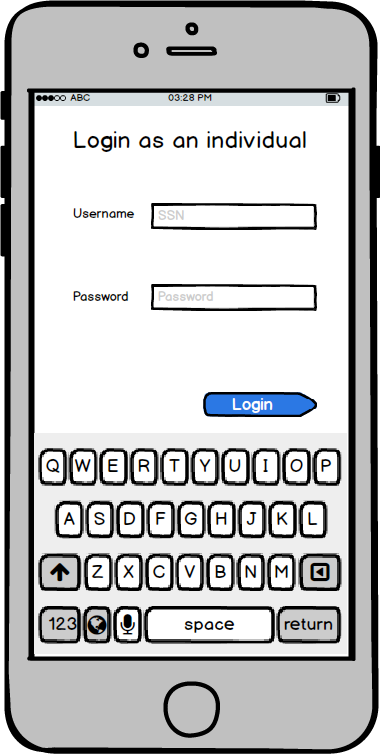 ABC 03:28 PM
Login as an individual
Username SSN
Password Password
Login
Q W E R T Y U I O P
A S D F G H J K L
Z X C V B N M
123 space return